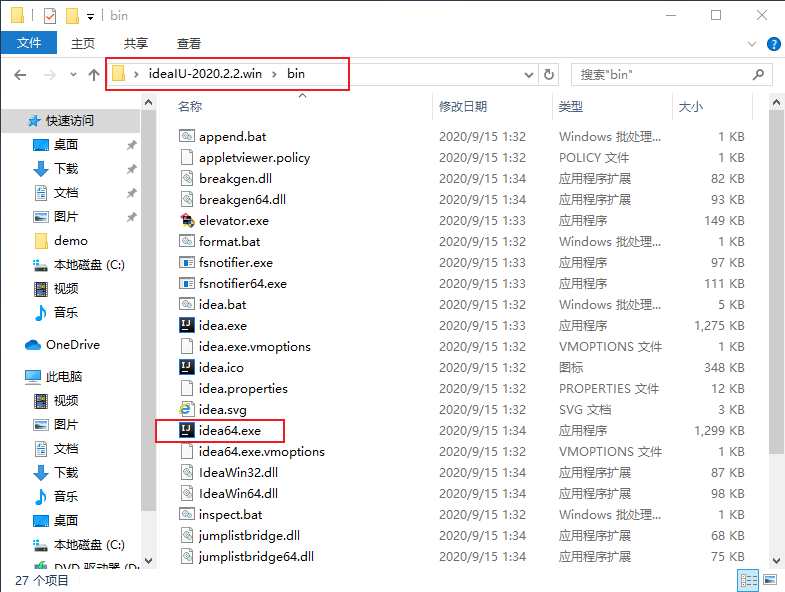 bin
文件 主页 共享 查看
ideaIU-2020.2.2.win bin 搜索"bin"
名称 修改日期 类型 大小
快速访问
桌面
下载
文档
图片
demo
本地磁盘 (C:)
视频
音乐
OneDrive
此电脑
视频
图片
文档
下载
音乐
桌面
本地磁盘 (C:)
DVD 驱动器 (D:
append.bat 2020/9/15 1:32 Windows 批处理... 1 KB
appletviewer.policy 2020/9/15 1:32 POLICY 文件 1 KB
breakgen.dll 2020/9/15 1:34 应用程序扩展 82 KB
breakgen64.dll 2020/9/15 1:34 应用程序扩展 93 KB
elevator.exe 2020/9/15 1:33 应用程序 149 KB
format.bat 2020/9/15 1:32 Windows 批处理... 1 KB
fsnotifier.exe 2020/9/15 1:33 应用程序 97 KB
fsnotifier64.exe 2020/9/15 1:33 应用程序 111 KB
idea.bat 2020/9/15 1:32 Windows 批处理... 5 KB
idea.exe 2020/9/15 1:33 应用程序 1,275 KB
idea.exe.vmoptions 2020/9/15 1:32 VMOPTIONS 文件 1 KB
idea.ico 2020/9/15 1:32 图标 348 KB
idea.properties 2020/9/15 1:32 PROPERTIES 文件 12 KB
idea.svg 2020/9/15 1:32 SVG 文档 3 KB
idea64.exe 2020/9/15 1:34 应用程序 1,299 KB
idea64.exe.vmoptions 2020/9/15 1:32 VMOPTIONS 文件 1 KB
IdeaWin32.dll 2020/9/15 1:34 应用程序扩展 87 KB
IdeaWin64.dll 2020/9/15 1:34 应用程序扩展 98 KB
inspect.bat 2020/9/15 1:32 Windows 批处理... 1 KB
jumplistbridge.dll 2020/9/15 1:34 应用程序扩展 68 KB
jumplistbridge64.dll 2020/9/15 1:34 应用程序扩展 75 KB
27 个项目